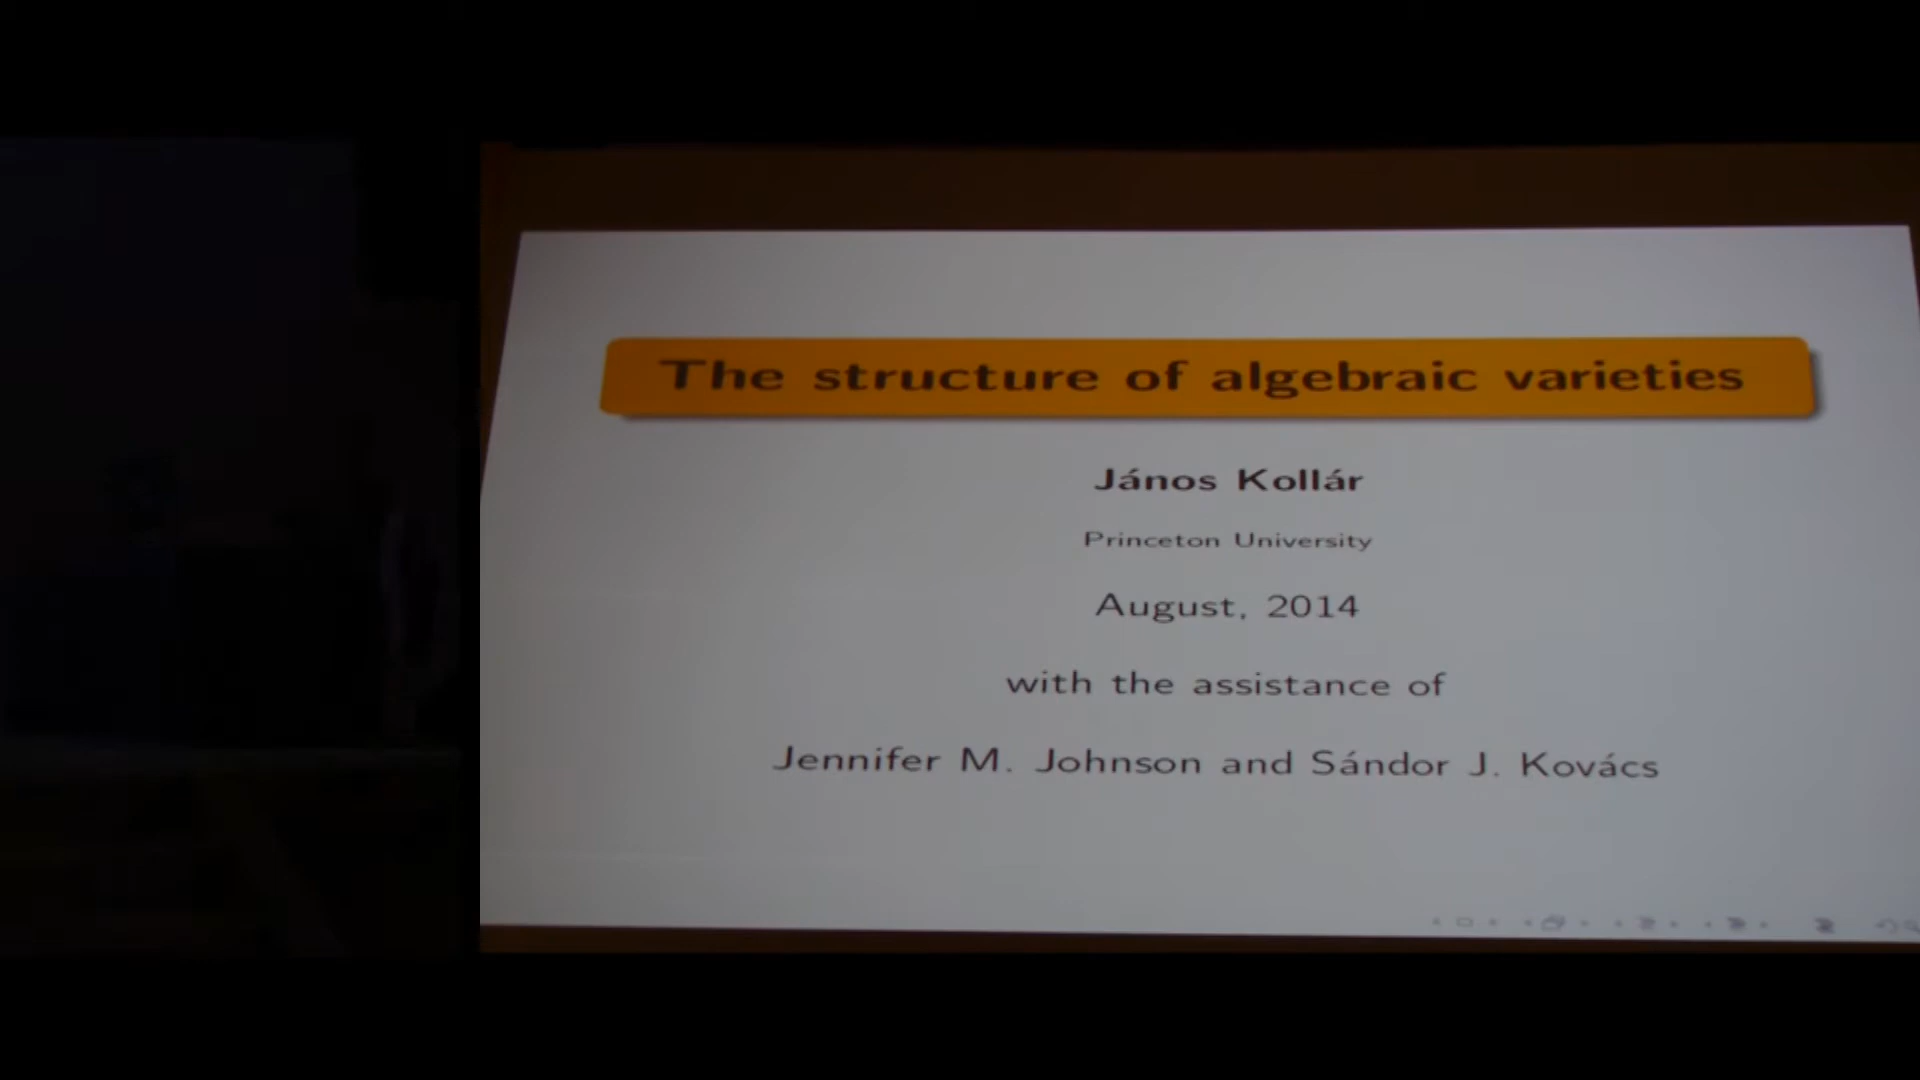 The structure of algebraic varieties
János Kollár
Princeton University
August, 2014
with the assistance of
Jennifer M. Johnson and Sándor J. Kovács